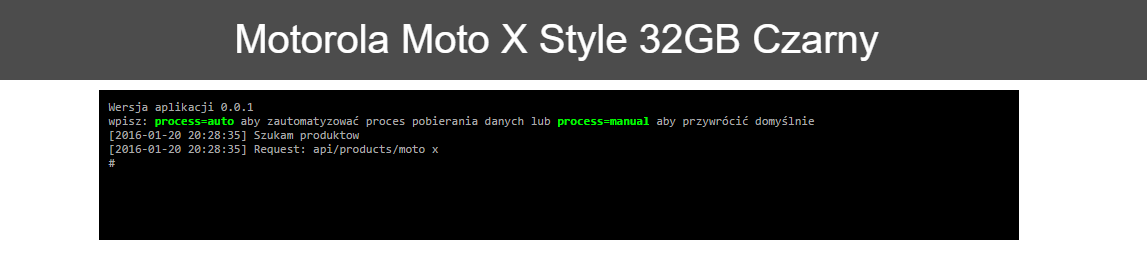 Motorola Moto X Style 32GB Czarny
Wersja aplikacji 0.0.1
wpisz: process=auto aby zautomatyzować proces pobierania danych lub process=manual aby przywrócić domyślnie
[2016-01-20 20:28:35] Szukam produktow
[2016-01-20 20:28:35] Request: api/products/moto x
#